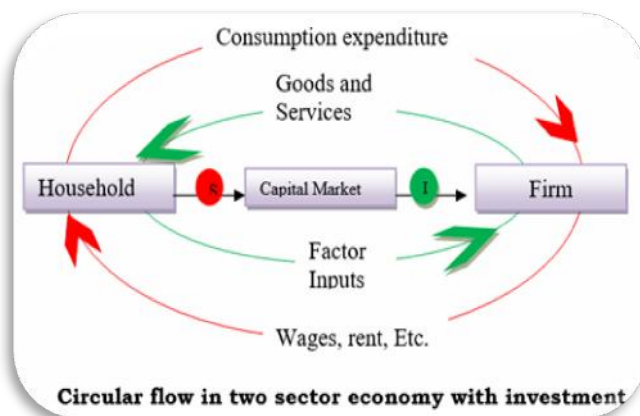 Consumption expenditure
Goods and
Services
Household
S
Capital Market
I
Firm
Factor
Inputs
Wages, rent, Etc.
Circular flow in two sector economy with investment